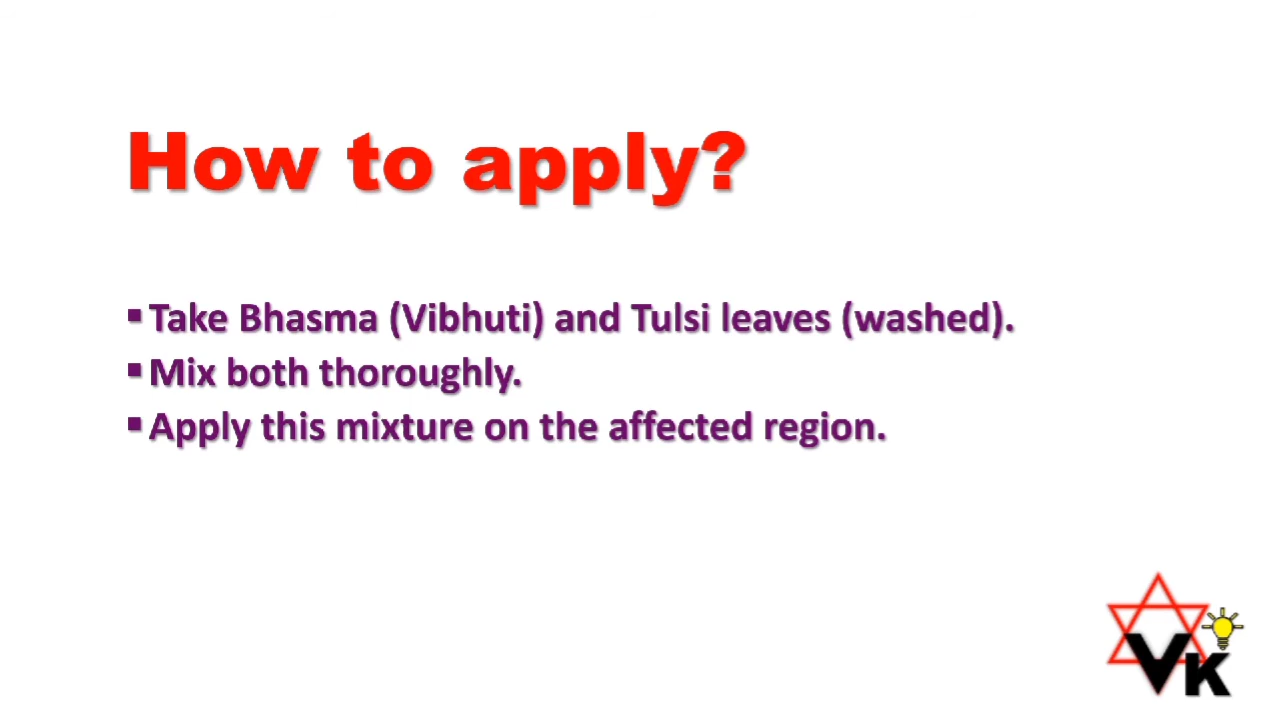 How to apply?
▪Take Bhasma (Vibhuti) and Tulsi leaves (washed).
▪Mix both thoroughly.
▪Apply this mixture on the affected region.
VK